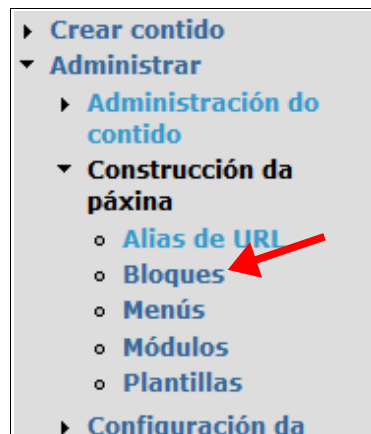 Crear contido
Administrar
Administración do
contido
Construcción da
páxina
Alias de URL
Bloques
Menús
Módulos
Plantillas
Configuración da